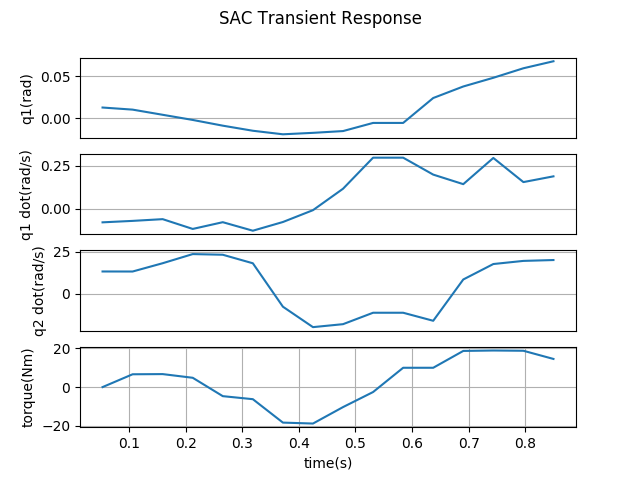 SAC Transient Response
q1(rad)
0.05
0.00
q1 dot(rad/s)
0.25
0.00
q2 dot(rad/s)
25
0
torque(Nm)
20
0
−20
0.1 0.2 0.3 0.4 0.5 0.6 0.7 0.8
time(s)